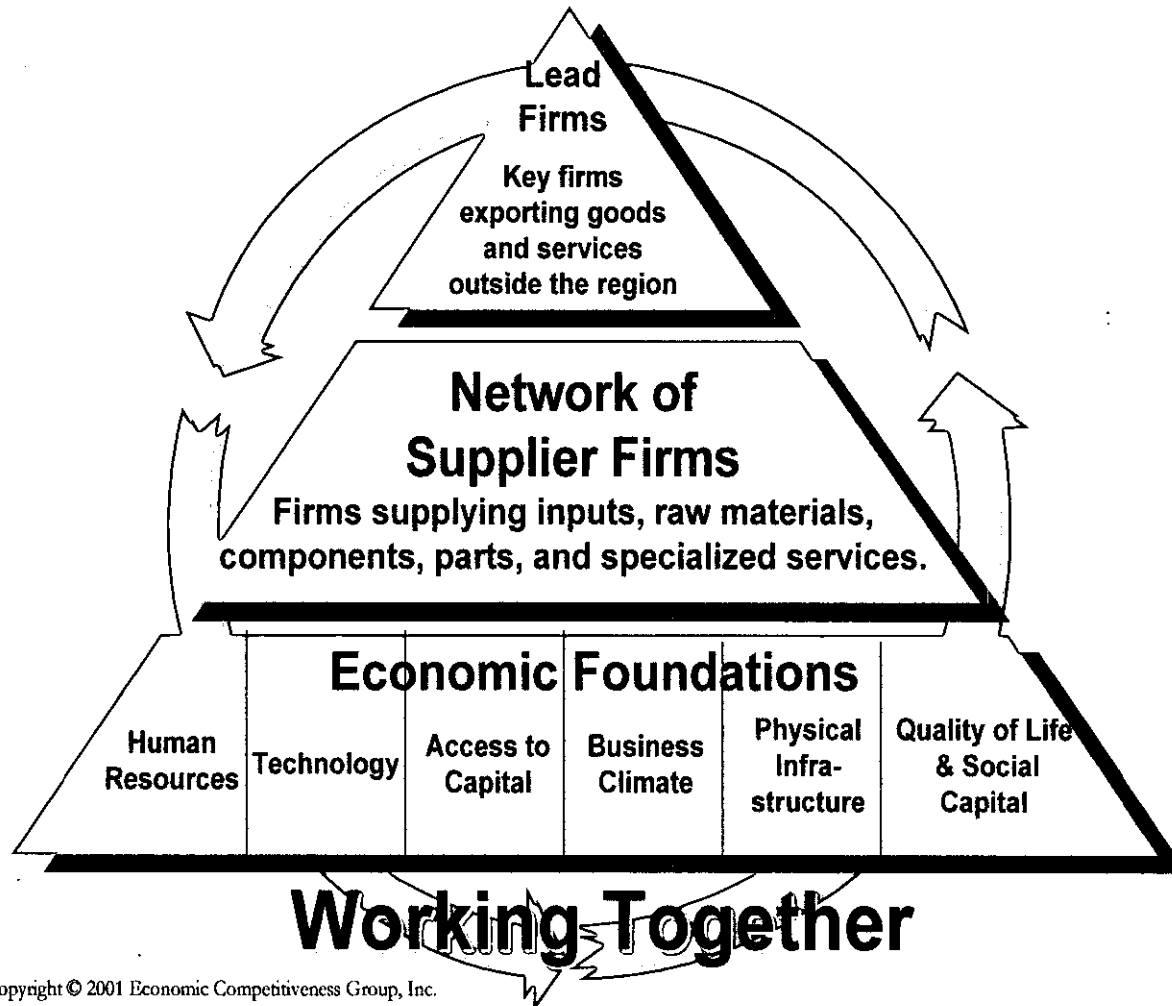 Lead
Firms
Key firms
exporting goods
and services
outside the region
Network of
Supplier Firms
Firms supplying inputs, raw materials,
components, parts, and specialized services.
Economic Foundations
Human
Resources
Technology
Access to
Capital
Business
Climate
Physical
Infra-
structure
Quality of Life
& Social
Capital
Working Together
opyright © 2001 Economic Competitiveness Group, Inc.